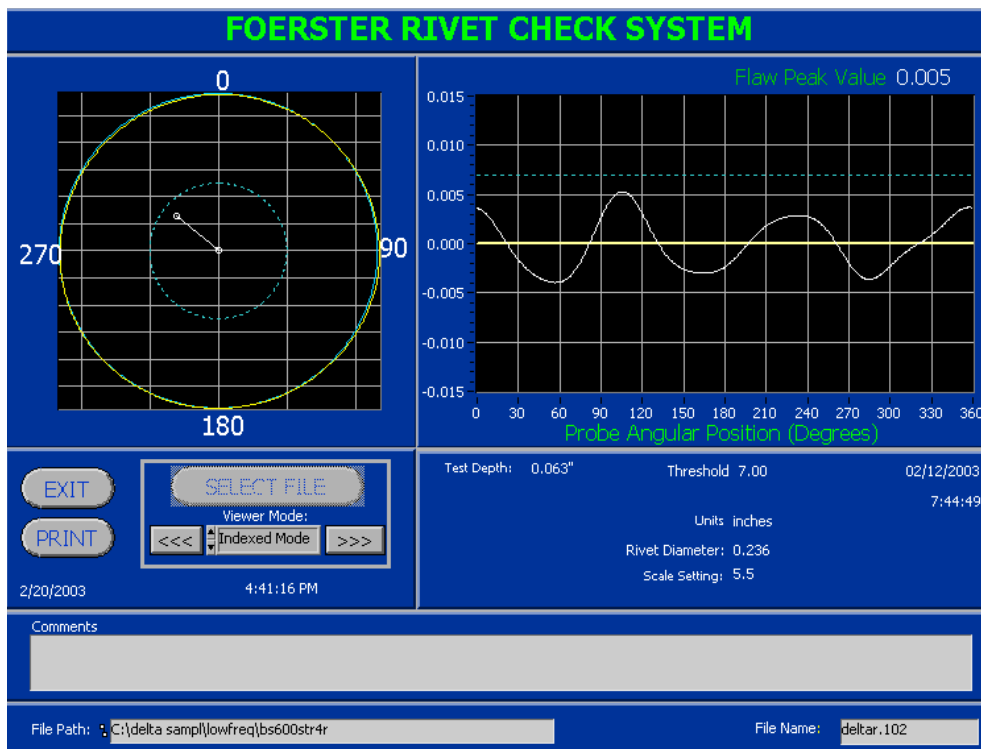 FOERSTER RIVET CHECK SYSTEM
0
270
90
180
Flaw Peak Value 0.005
0.015
0.010
0.005
0.000
-0.005
-0.010
-0.015
0 30 60 90 120 150 180 210 240 270 300 330 360
Probe Angular Position (Degrees)
EXIT
PRINT
SELECT FILE
Viewer Mode:
<<< Indexed Mode >>>
2/20/2003 4:41:16 PM
Test Depth: 0.063" Threshold 7.00 02/12/2003
7:44:49
Units inches
Rivet Diameter: 0.236
Scale Setting: 5.5
Comments
File Path: C:\delta sampl\lowfreq\bs600str4r File Name: deltar.102